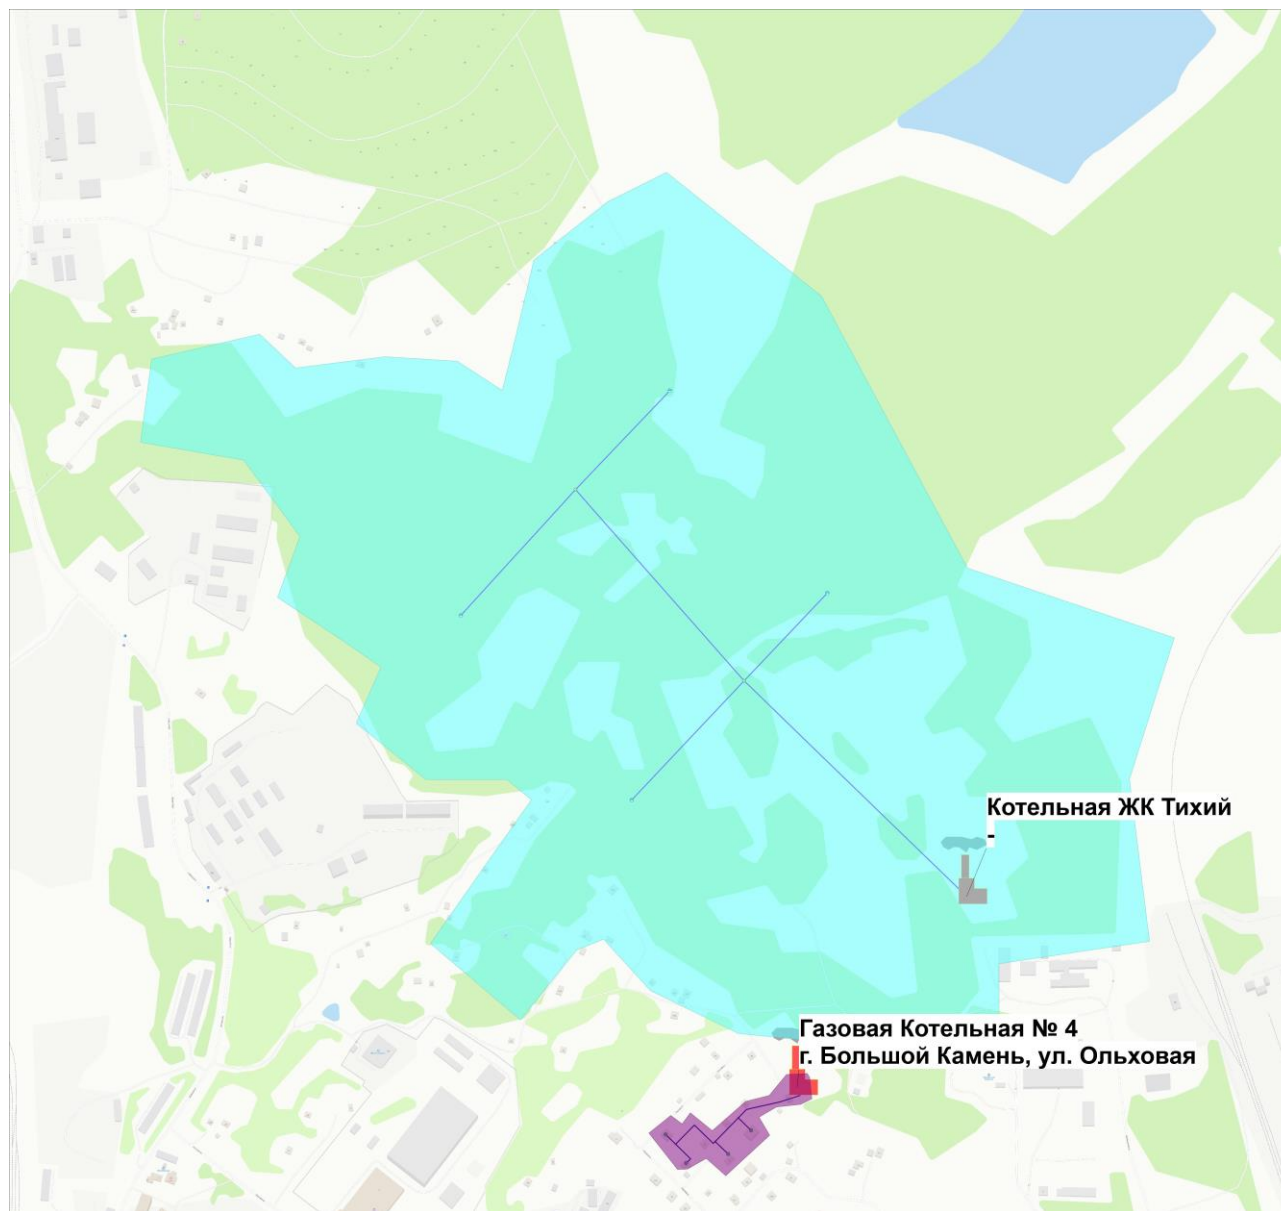 Котельная ЖК Тихий
-
Газовая Котельная № 4
г. Большой Камень, ул. Ольховая